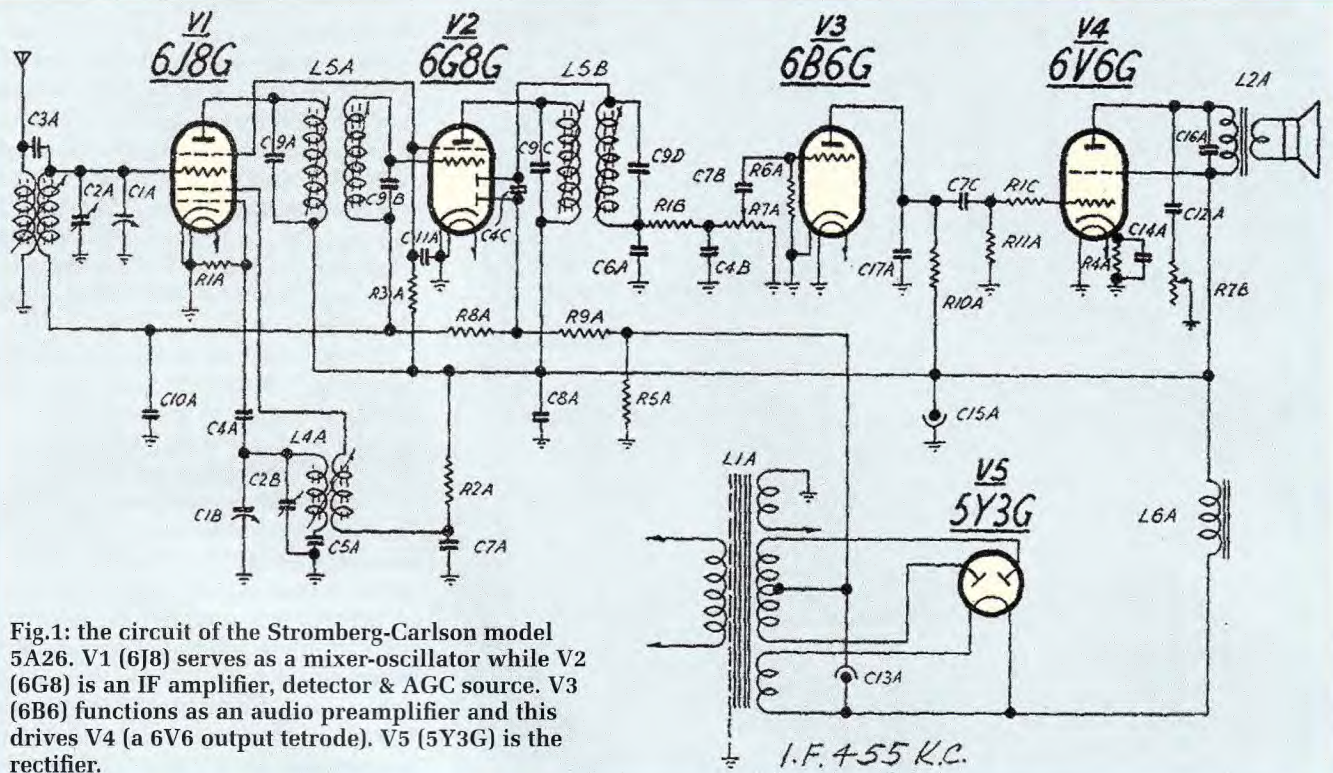 V1
6J8G
V2
6G8G
V3
6B6G
V4
6V6G
L5A
L5B
L2A
C3A
C2A
C1A
C9A
C9B
C9C
C9D
C16A
C7B
R6A
C7C
R1C
C12A
C14A
R1A
C11A
C4C
R1B
R7A
C6A
C4B
C17A
R11A
R4A
R7B
R3A
R10A
R8A
R9A
C10A
C4A
C8A
R5A
C15A
L4A
C2B
R2A
L1A
V5
5Y3G
L6A
C1B
C5A
C7A
C13A
Fig.1: the circuit of the Stromberg-Carlson model
5A26. V1 (6J8) serves as a mixer-oscillator while V2
(6G8) is an IF amplifier, detector & AGC source. V3
(6B6) functions as an audio preamplifier and this
drives V4 (a 6V6 output tetrode). V5 (5Y3G) is the
rectifier.
I.F. 455 K.C.